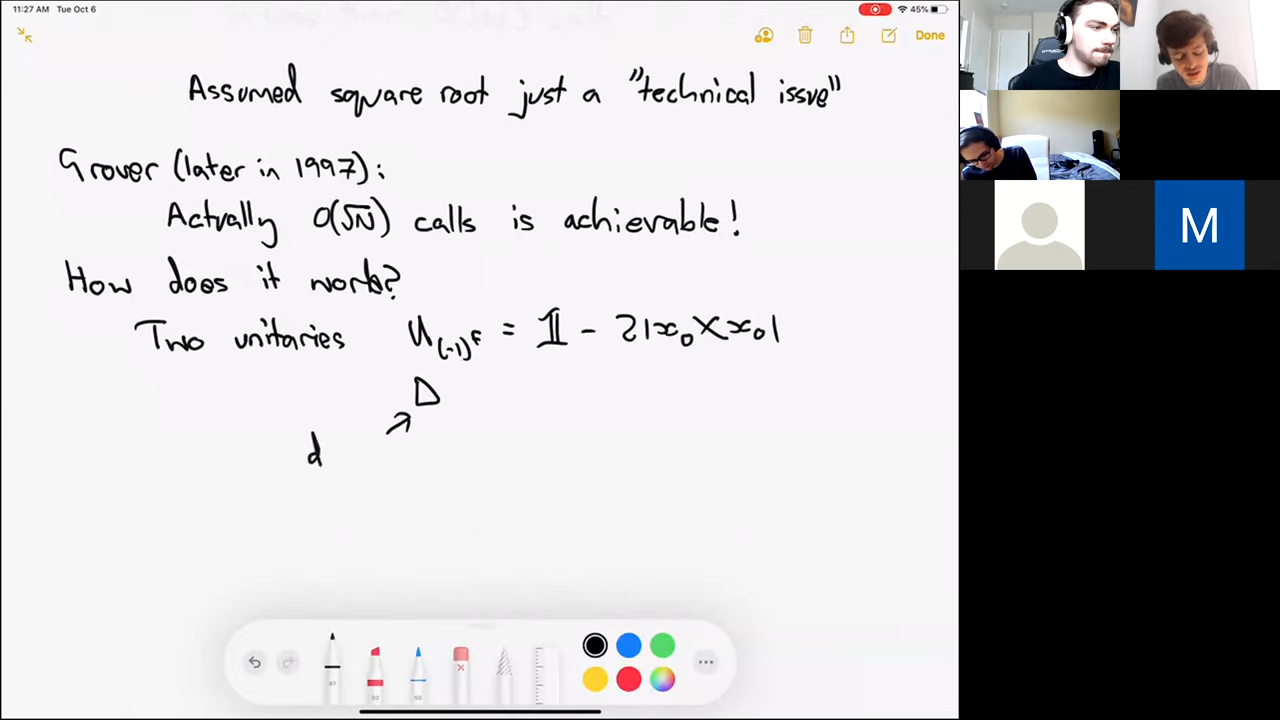 11:27 AM Tue Oct 6
45%
Done
Assumed square root just a "technical issue"
Grover (later in 1997):
Actually O(√N) calls is achievable!
How does it work?
Two unitaries U_(-1)^f = 𝟙 - 2|x₀⟩⟨x₀|
D
d
M